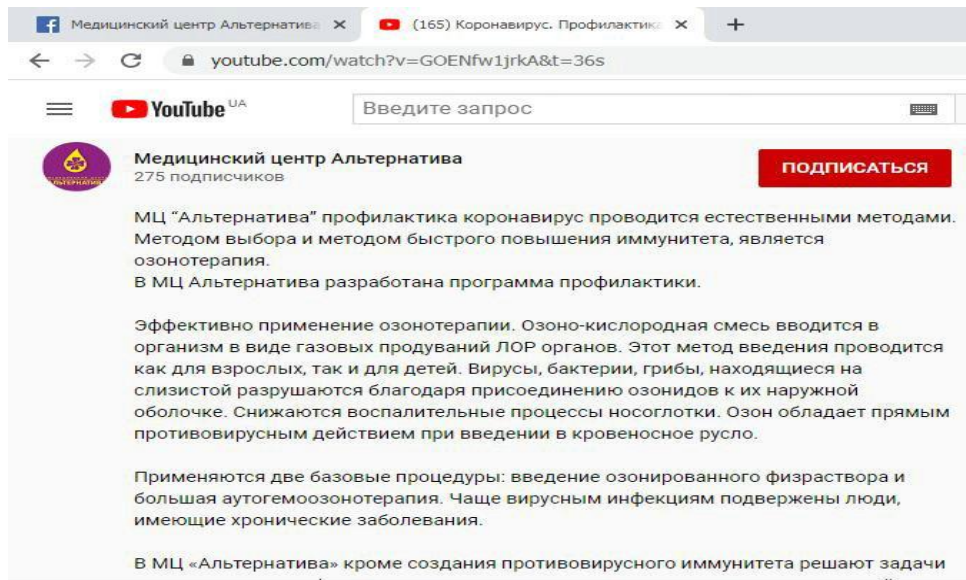 Медицинский центр Альтернатива
(165) Коронавирус. Профилактика
youtube.com/watch?v=GOENfw1jrkA&t=36s
YouTube UA
Введите запрос
Медицинский центр Альтернатива
275 подписчиков
ПОДПИСАТЬСЯ
МЦ “Альтернатива” профилактика коронавирус проводится естественными методами.
Методом выбора и методом быстрого повышения иммунитета, является
озонотерапия.
В МЦ Альтернатива разработана программа профилактики.
Эффективно применение озонотерапии. Озоно-кислородная смесь вводится в
организм в виде газовых продуваний ЛОР органов. Этот метод введения проводится
как для взрослых, так и для детей. Вирусы, бактерии, грибы, находящиеся на
слизистой разрушаются благодаря присоединению озонидов к их наружной
оболочке. Снижаются воспалительные процессы носоглотки. Озон обладает прямым
противовирусным действием при введении в кровеносное русло.
Применяются две базовые процедуры: введение озонированного физраствора и
большая аутогемоозонотерапия. Чаще вирусным инфекциям подвержены люди,
имеющие хронические заболевания.
В МЦ «Альтернатива» кроме создания противовирусного иммунитета решают задачи